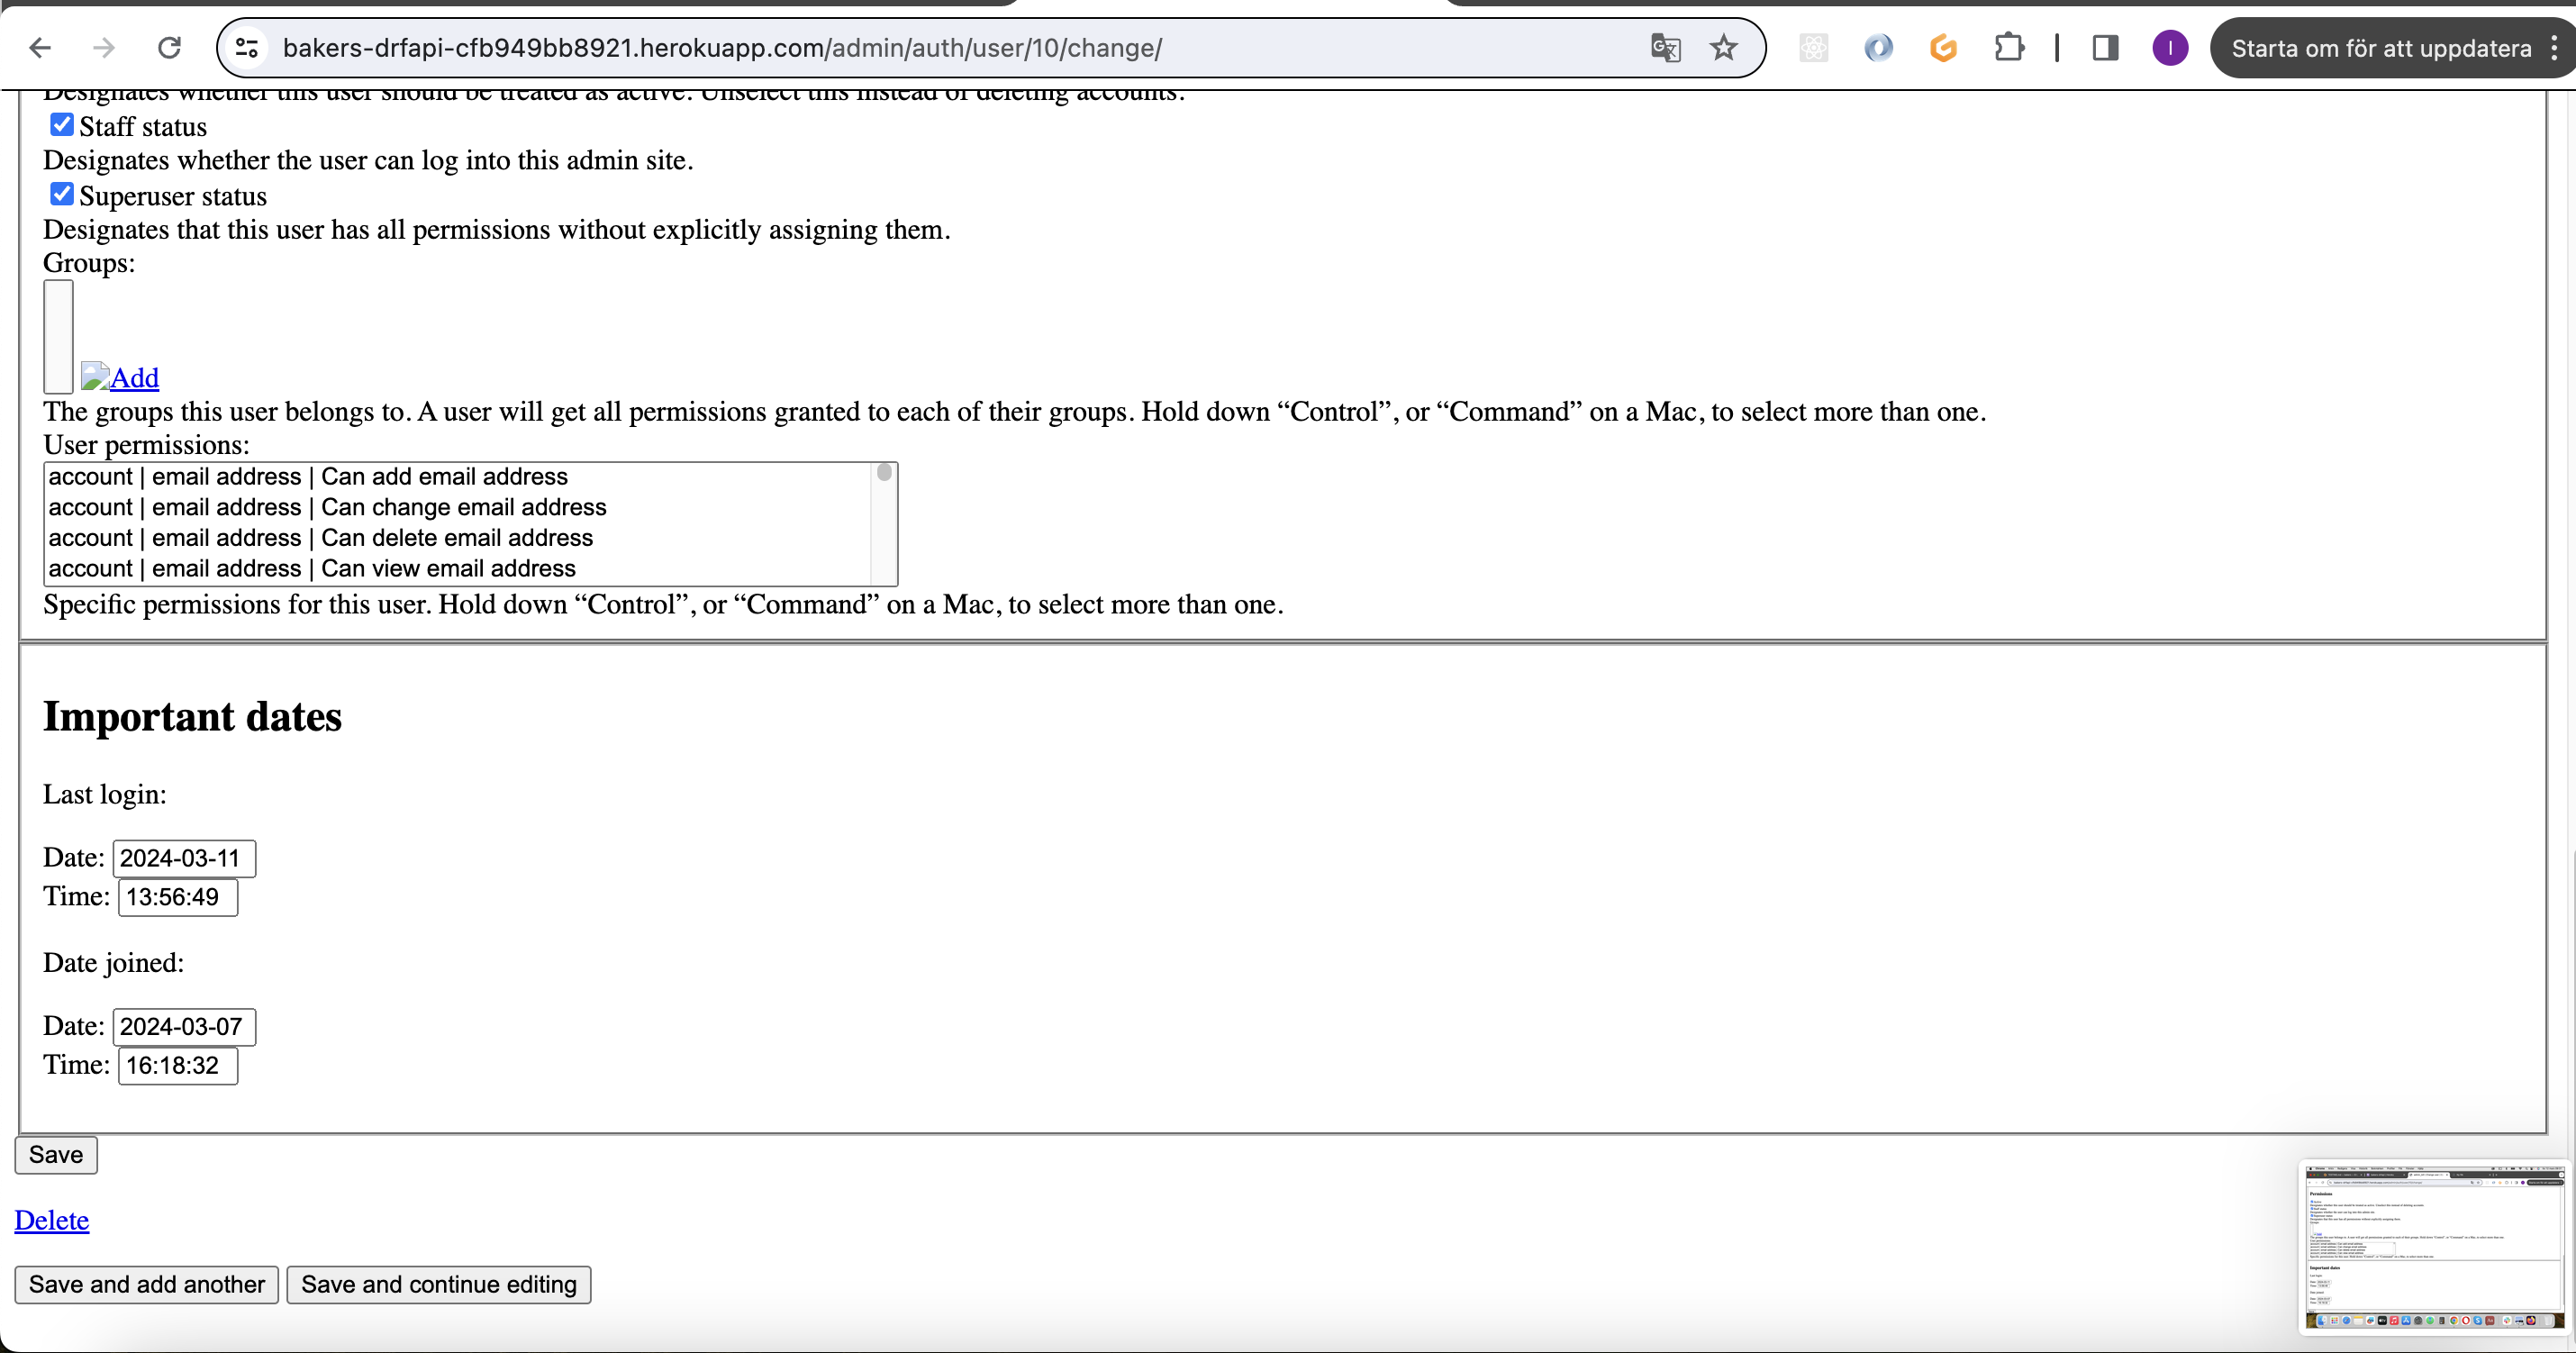 bakers-drfapi-cfb949bb8921.herokuapp.com/admin/auth/user/10/change/
I
Starta om för att uppdatera
Designates whether this user should be treated as active. Unselect this instead of deleting accounts.
Staff status
Designates whether the user can log into this admin site.
Superuser status
Designates that this user has all permissions without explicitly assigning them.
Groups:
Add
The groups this user belongs to. A user will get all permissions granted to each of their groups. Hold down “Control”, or “Command” on a Mac, to select more than one.
User permissions:
account | email address | Can add email address
account | email address | Can change email address
account | email address | Can delete email address
account | email address | Can view email address
Specific permissions for this user. Hold down “Control”, or “Command” on a Mac, to select more than one.
Important dates
Last login:
Date: 2024-03-11
Time: 13:56:49
Date joined:
Date: 2024-03-07
Time: 16:18:32
Save
Delete
Save and add another
Save and continue editing
Permissions
Important dates